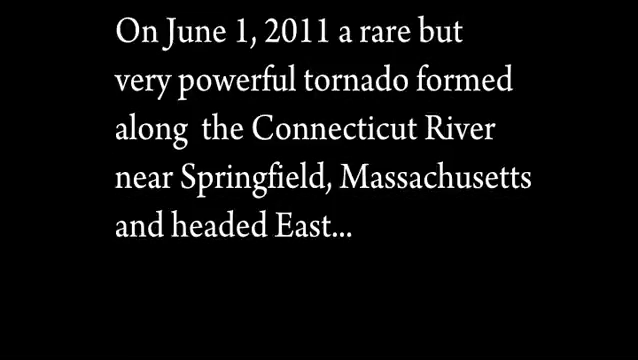 On June 1, 2011 a rare but
very powerful tornado formed
along  the Connecticut River
near Springfield, Massachusetts
and headed East...